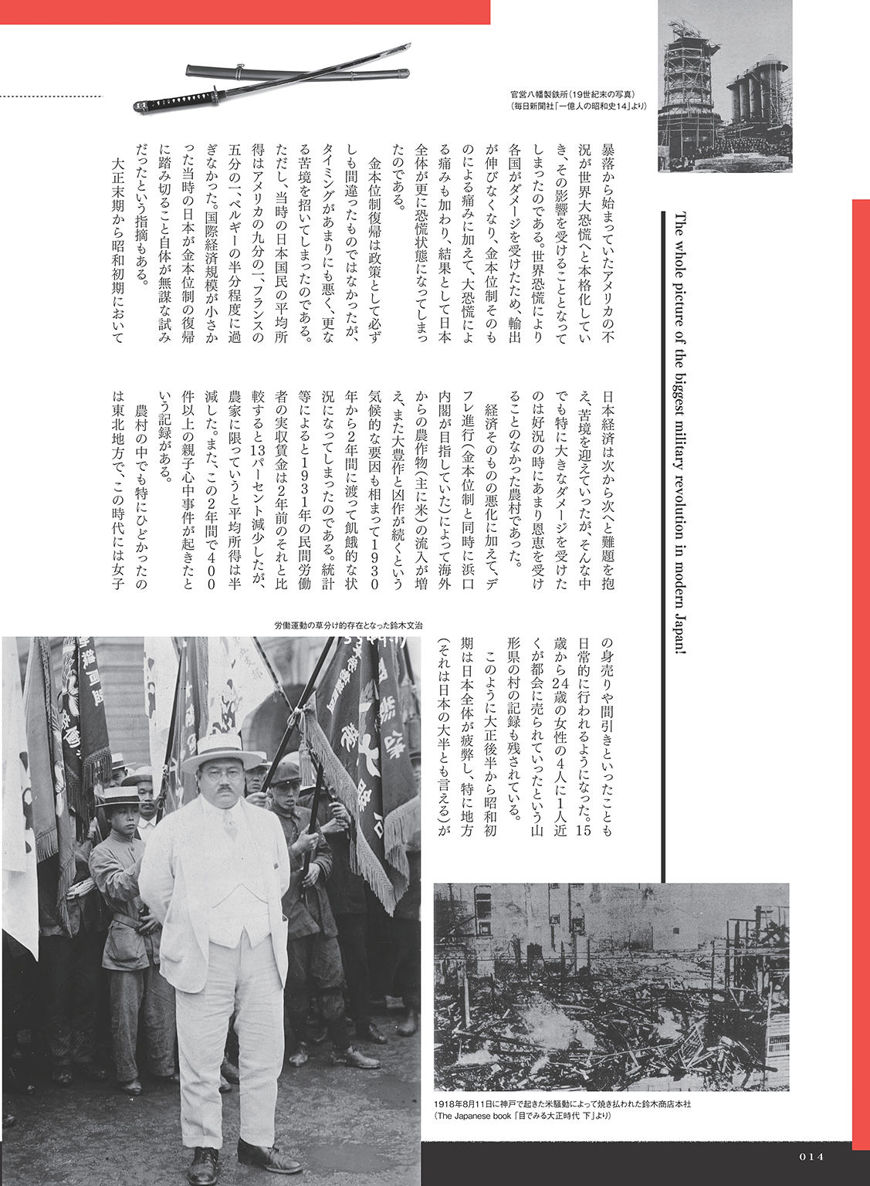 官営八幡製鉄所（19世紀末の写真）
（毎日新聞社「一億人の昭和史14」より）
The whole picture of the biggest military revolution in modern Japan!
暴落から始まっていたアメリカの不
況が世界大恐慌へと本格化してい
き、その影響を受けることとなって
しまったのである。世界恐慌により
各国がダメージを受けたため、輸出
が伸びなくなり、金本位制そのも
のによる痛みに加えて、大恐慌によ
る痛みも加わり、結果として日本
全体が更に恐慌状態になってしまっ
たのである。
金本位制復帰は政策として必ず
しも間違ったものではなかったが、
タイミングがあまりにも悪く、更な
る苦境を招いてしまったのである。
ただし、当時の日本国民の平均所
得はアメリカの九分の一、フランスの
五分の一、ベルギーの半分程度に過
ぎなかった。国際経済規模が小さか
った当時の日本が金本位制の復帰
に踏み切ること自体が無謀な試み
だったという指摘もある。
大正末期から昭和初期において
日本経済は次から次へと難題を抱
え、苦境を迎えていったが、そんな中
でも特に大きなダメージを受けた
のは好況の時にあまり恩恵を受け
ることのなかった農村であった。
経済そのものの悪化に加えて、デ
フレ進行（金本位制と同時に浜口
内閣が目指していた）によって海外
からの農作物（主に米）の流入が増
え、また大豊作と凶作が続くという
気候的な要因も相まって1930
年から2年間に渡って飢餓的な状
況になってしまったのである。統計
等によると1931年の民間労働
者の実収賃金は2年前のそれと比
較すると13パーセント減少したが、
農家に限っていうと平均所得は半
減した。また、この2年間で400
件以上の親子心中事件が起きたと
いう記録がある。
農村の中でも特にひどかったの
は東北地方で、この時代には女子
の身売りや間引きといったことも
日常的に行われるようになった。15
歳から24歳の女性の4人に1人近
くが都会に売られていったという山
形県の村の記録も残されている。
このように大正後半から昭和初
期は日本全体が疲弊し、特に地方
（それは日本の大半とも言える）が
労働運動の草分け的存在となった鈴木文治
1918年8月11日に神戸で起きた米騒動によって焼き払われた鈴木商店本社
（The Japanese book 「目でみる大正時代 下」より）
014